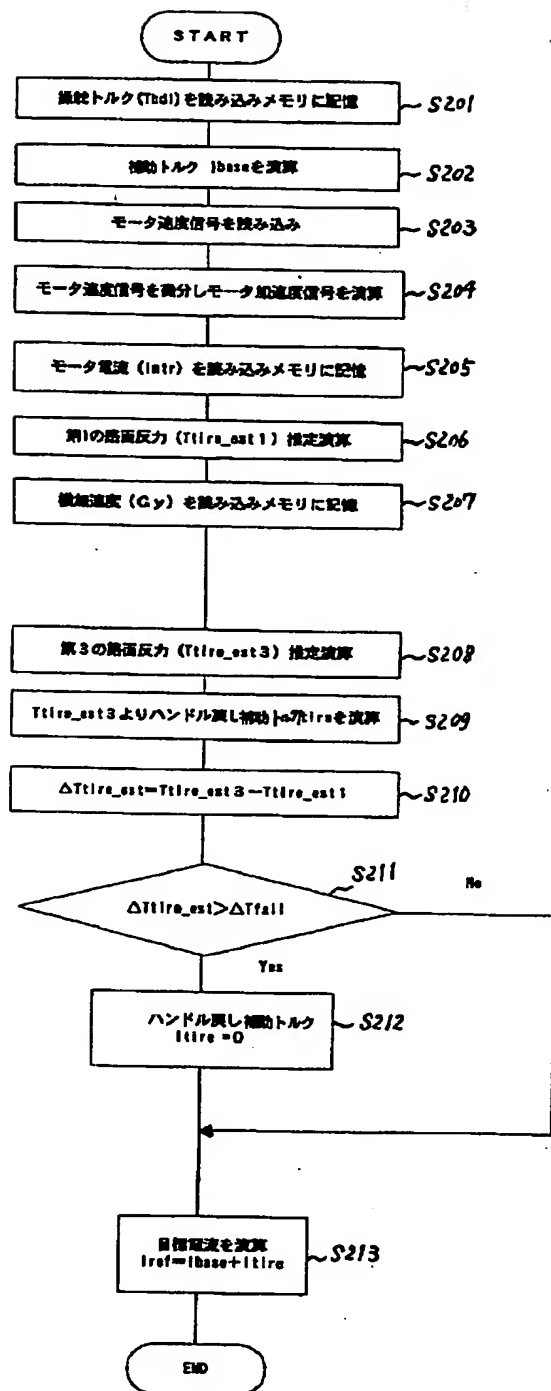 START
操舵トルク(Thdl)を読み込みメモリに記憶
S201
補助トルク Ibaseを演算
S202
モータ速度信号を読み込み
S203
モータ速度信号を微分しモータ加速度信号を演算
S204
モータ電流(Imtr)を読み込みメモリに記憶
S205
第1の路面反力(Ttire_est1)推定演算
S206
横加速度(Gy)を読み込みメモリに記憶
S207
第3の路面反力(Ttire_est3)推定演算
S208
Ttire_est3よりハンドル戻し補助トルクItireを演算
S209
ΔTtire_est=Ttire_est3-Ttire_est1
S210
S211
ΔTtire_est>ΔTfail
No
Yes
ハンドル戻し補助トルク
Itire =0
S212
目標電流を演算
Iref=Ibase+Itire
S213
END